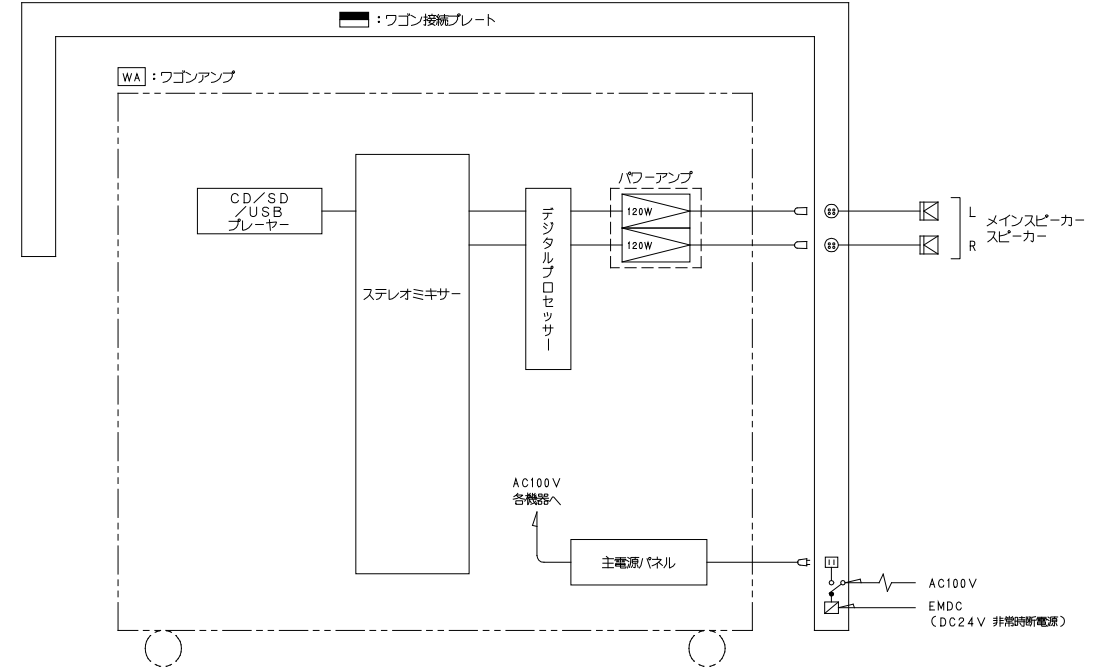 ：ワゴン接続プレート
WA：ワゴンアンプ
パワーアンプ
CD／SD
／USB
プレーヤー
デジタルプロセッサー
120W
120W
L
R
メインスピーカー
スピーカー
ステレオミキサー
AC100V
各機器へ
主電源パネル
AC100V
EMDC
（DC24V 非常時断電源）